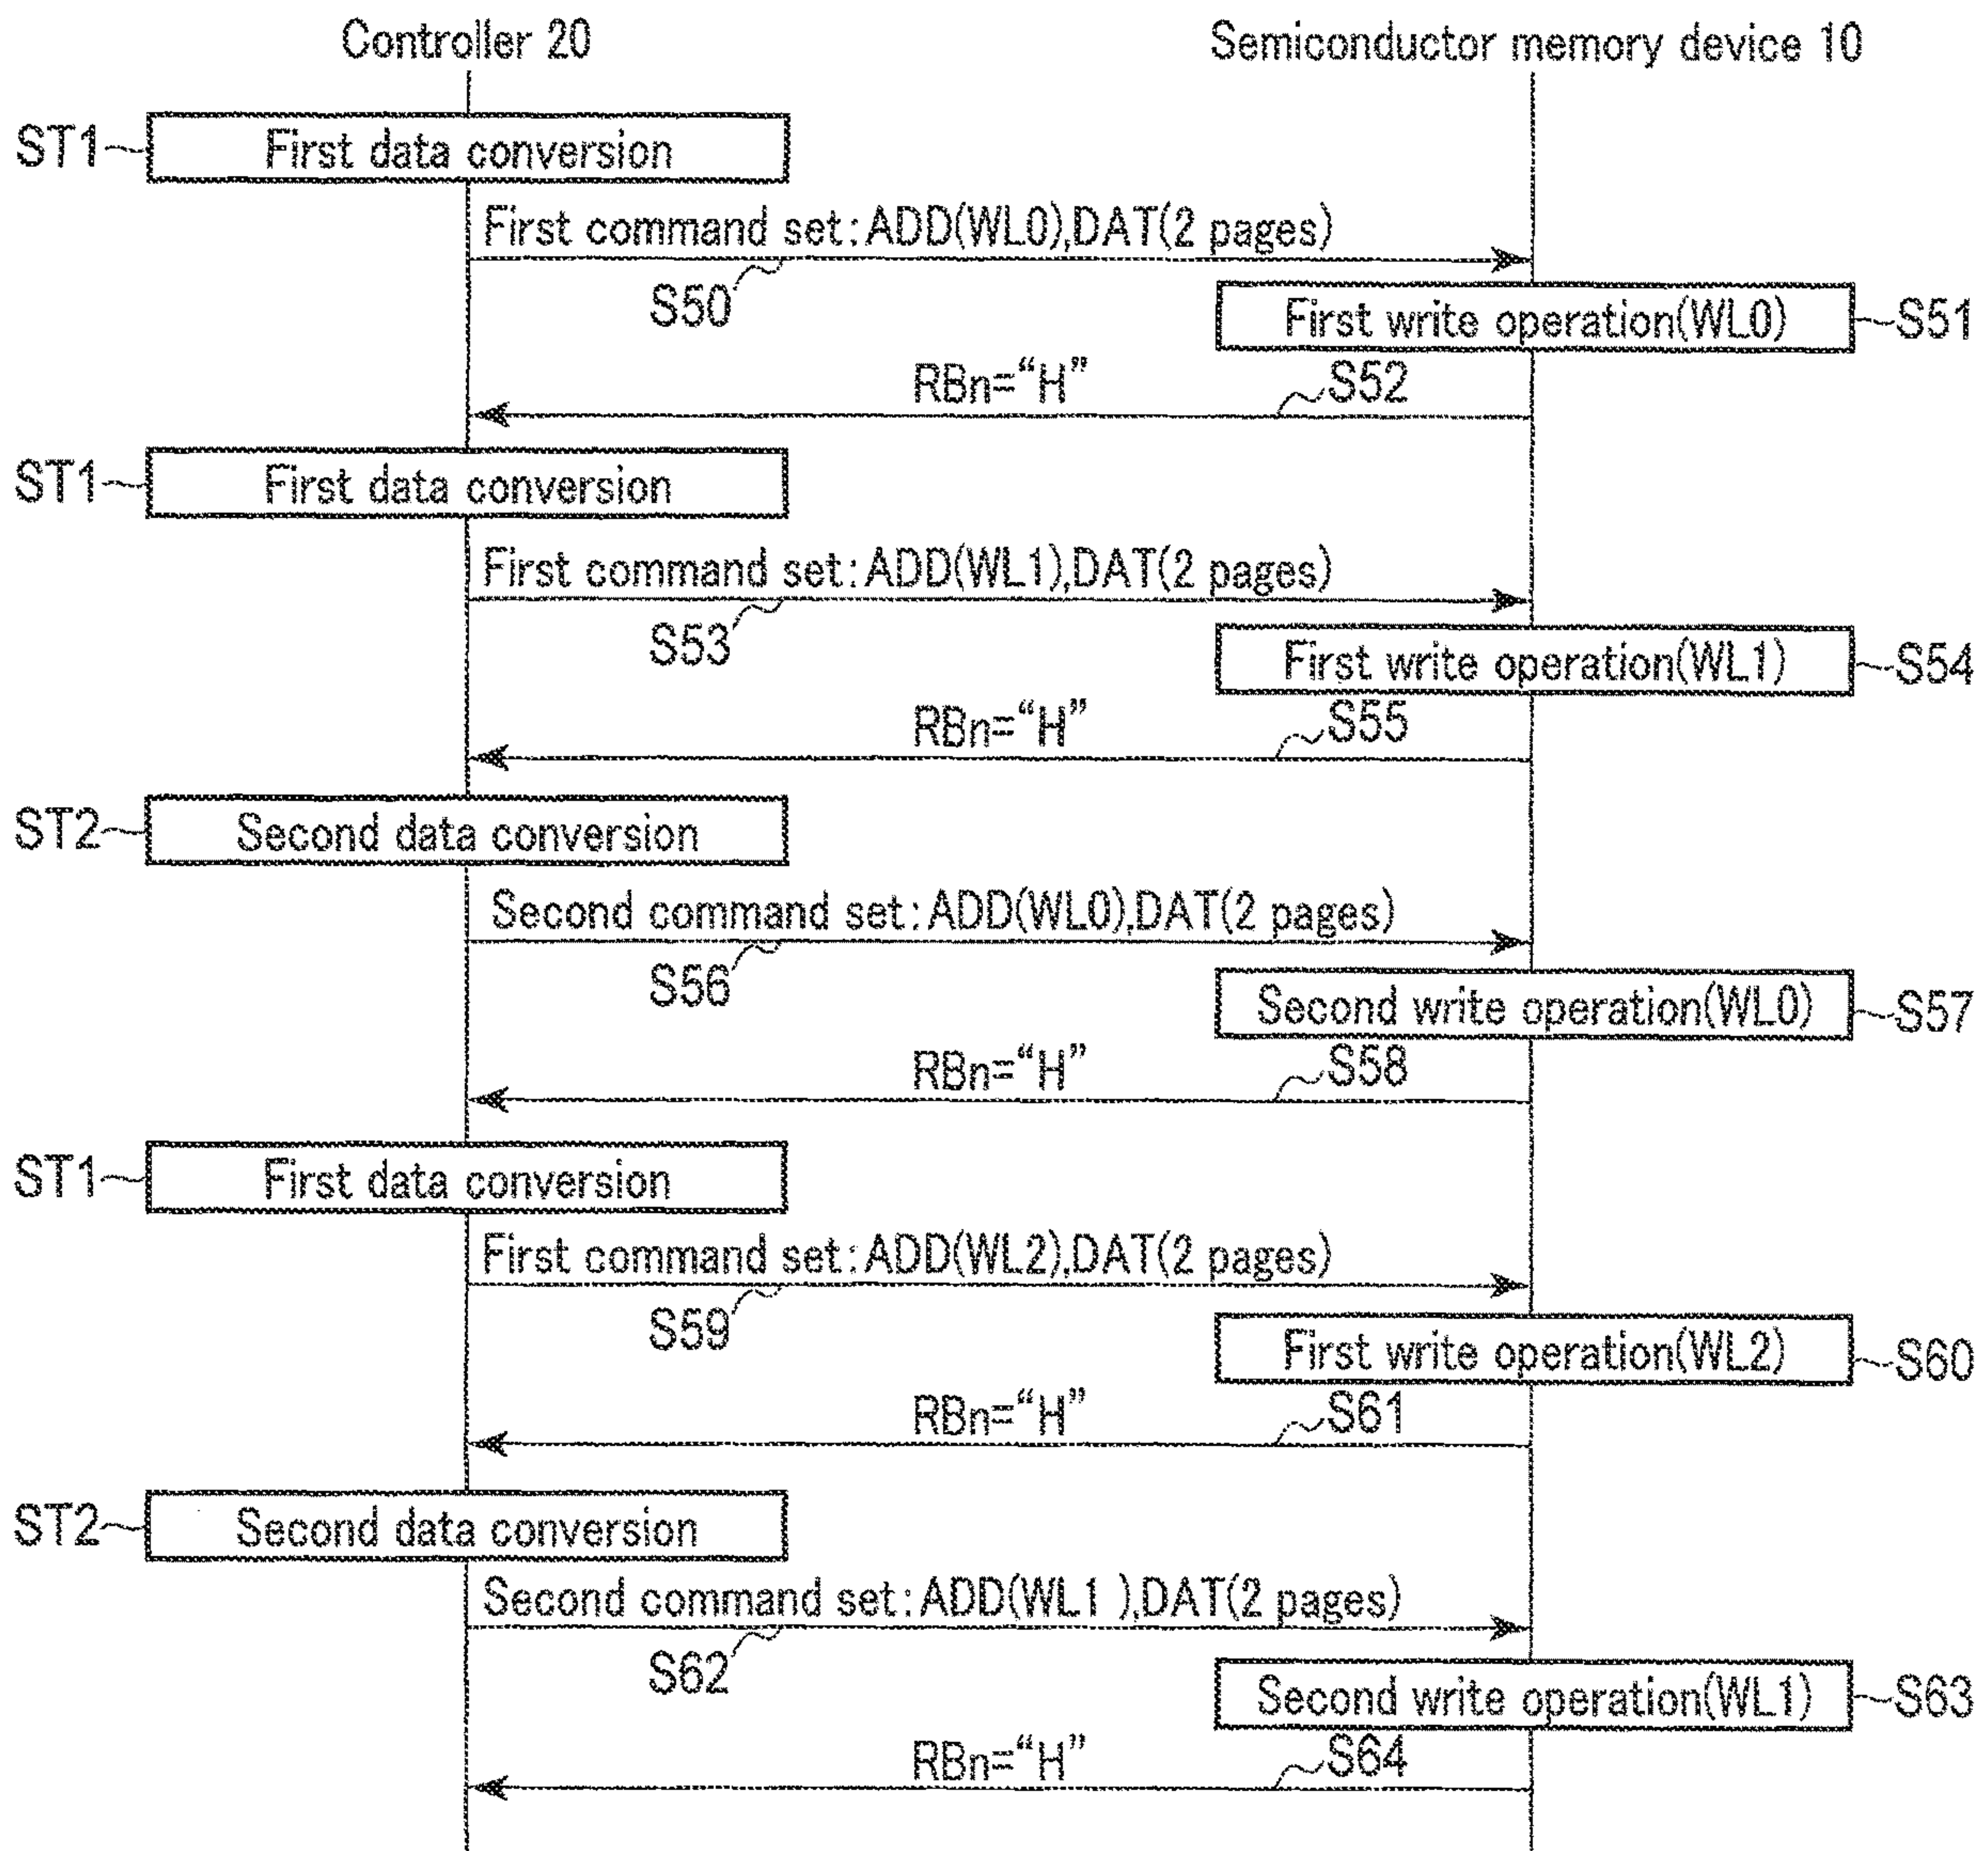 Controller 20
Semiconductor memory device 10
ST1
First data conversion
First command set:ADD(WL0),DAT(2 pages)
S50
First write operation(WL0)
S51
RBn="H"
S52
ST1
First data conversion
First command set:ADD(WL1),DAT(2 pages)
S53
First write operation(WL1)
S54
RBn="H"
S55
ST2
Second data conversion
Second command set:ADD(WL0),DAT(2 pages)
S56
Second write operation(WL0)
S57
RBn="H"
S58
ST1
First data conversion
First command set:ADD(WL2),DAT(2 pages)
S59
First write operation(WL2)
S60
RBn="H"
S61
ST2
Second data conversion
Second command set:ADD(WL1 ),DAT(2 pages)
S62
Second write operation(WL1)
S63
RBn="H"
S64